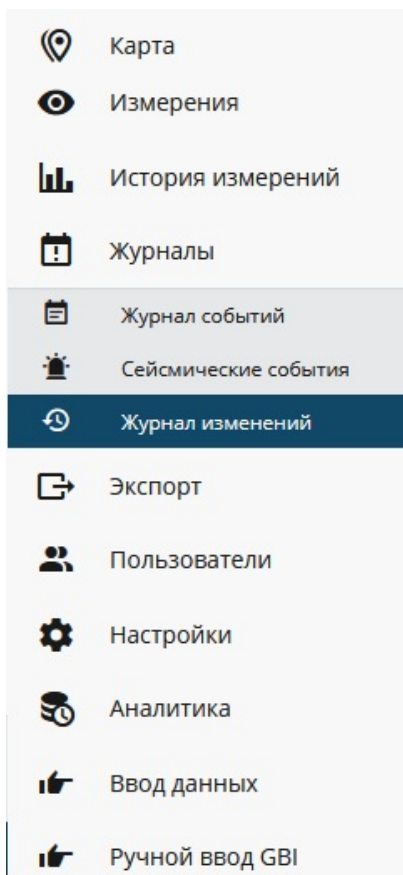 Карта
Измерения
История измерений
Журналы
Журнал событий
Сейсмические события
Журнал изменений
Экспорт
Пользователи
Настройки
Аналитика
Ввод данных
Ручной ввод GBI